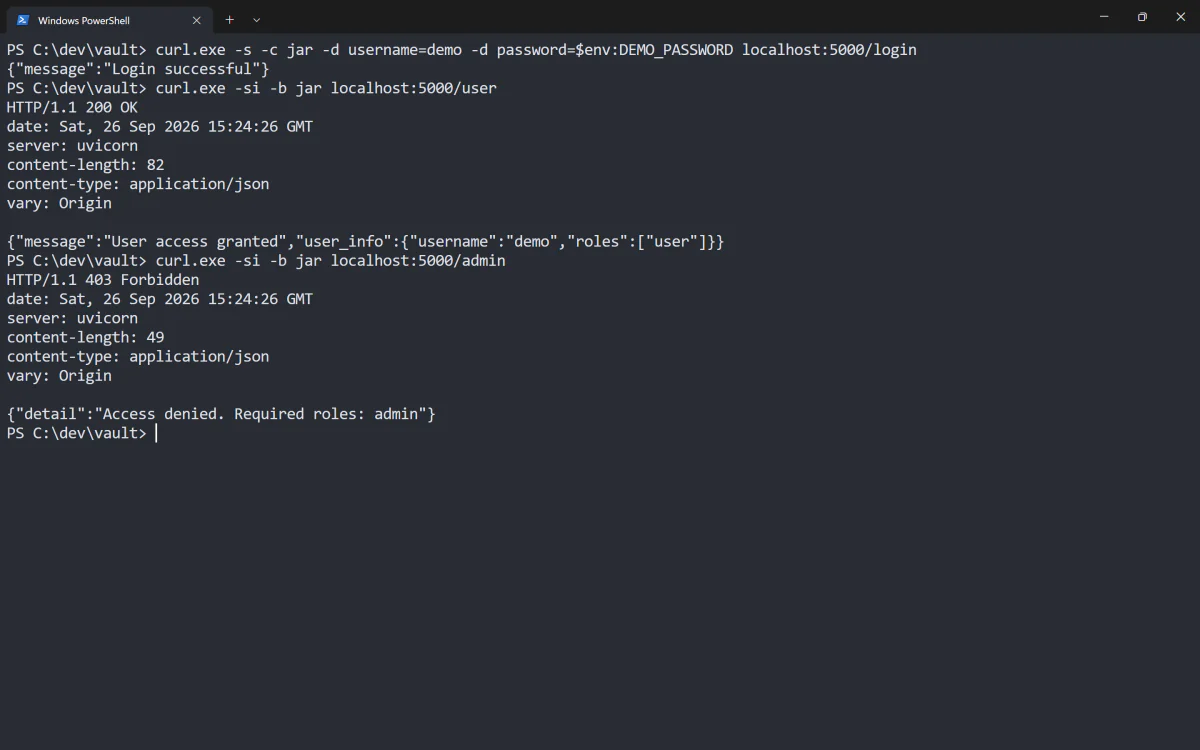 Windows PowerShell
PS C:\dev\vault> curl.exe -s -c jar -d username=demo -d password=$env:DEMO_PASSWORD localhost:5000/login
{"message":"Login successful"}
PS C:\dev\vault> curl.exe -si -b jar localhost:5000/user
HTTP/1.1 200 OK
date: Sat, 26 Sep 2026 15:24:26 GMT
server: uvicorn
content-length: 82
content-type: application/json
vary: Origin

{"message":"User access granted","user_info":{"username":"demo","roles":["user"]}}
PS C:\dev\vault> curl.exe -si -b jar localhost:5000/admin
HTTP/1.1 403 Forbidden
date: Sat, 26 Sep 2026 15:24:26 GMT
server: uvicorn
content-length: 49
content-type: application/json
vary: Origin

{"detail":"Access denied. Required roles: admin"}
PS C:\dev\vault>